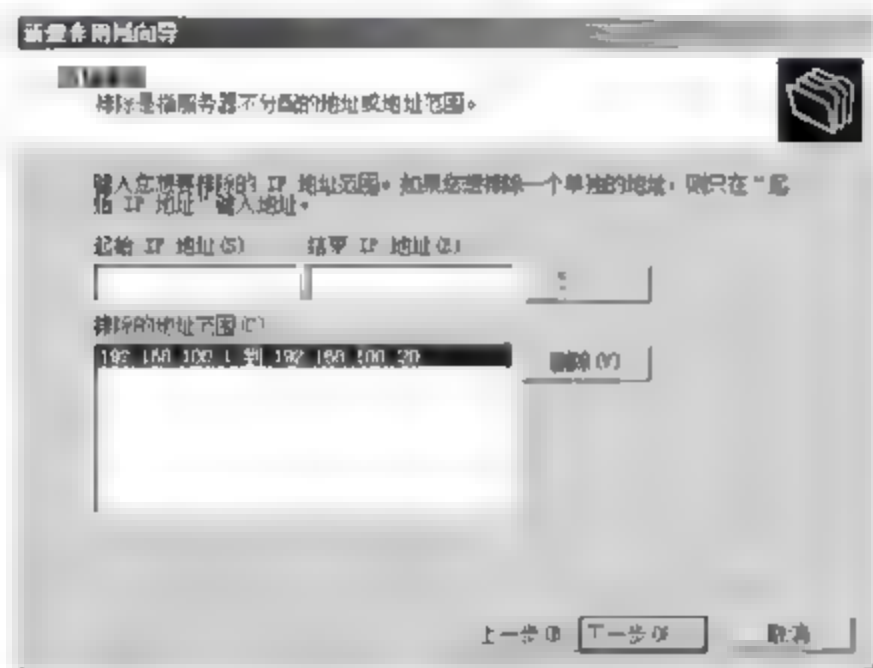 新建作用域向导
排除是指服务器不分配的地址或地址范围。
键入您想要排除的 IP 地址范围。如果您想排除一个单独的地址，则只在“起
始 IP 地址”键入地址。
起始 IP 地址(S)
结束 IP 地址(E)
排除的地址范围(C)
192.168.100.1 到 192.168.100.20
删除(V)
上一步(B)
下一步(N)
取消